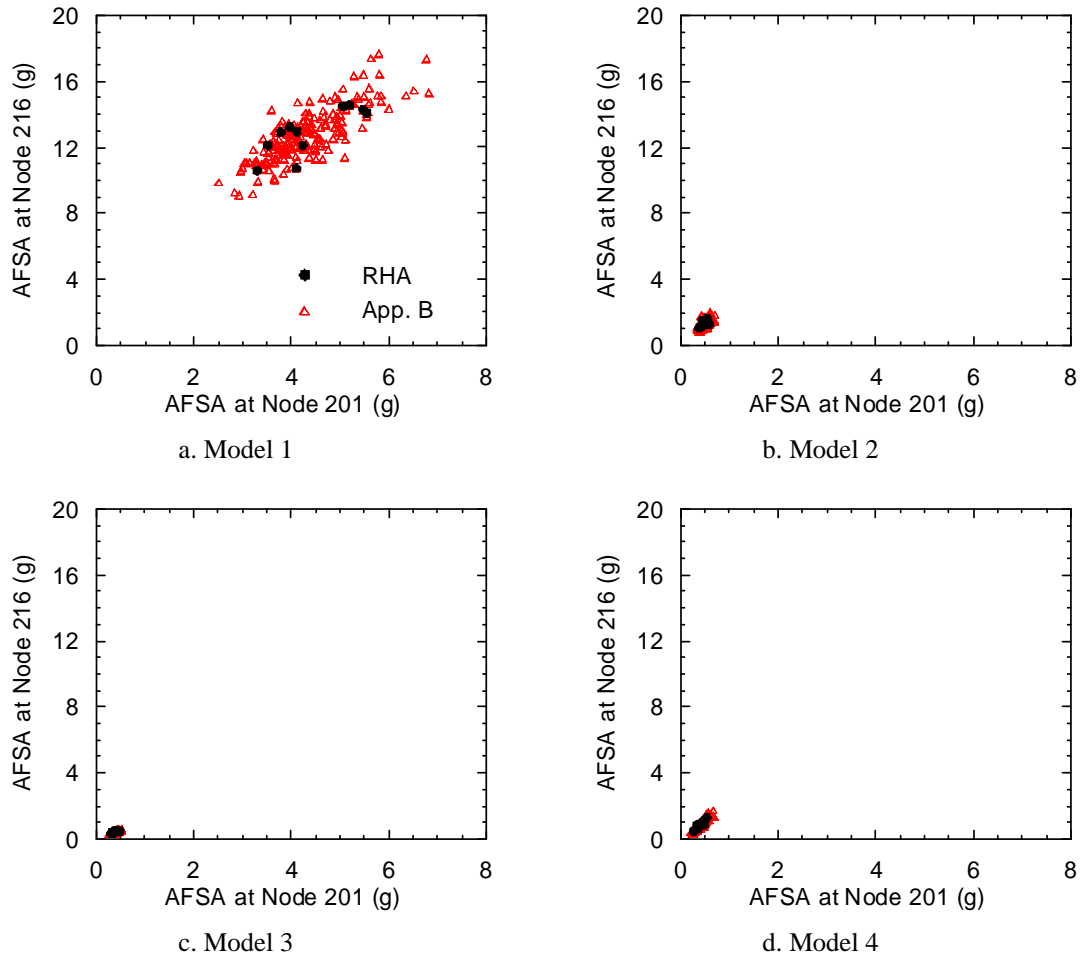 20
16
12
8
4
0
AFSA at Node 216 (g)
RHA
App. B
0 2 4 6 8
AFSA at Node 201 (g)
a. Model 1
20
16
12
8
4
0
AFSA at Node 216 (g)
0 2 4 6 8
AFSA at Node 201 (g)
b. Model 2
20
16
12
8
4
0
AFSA at Node 216 (g)
0 2 4 6 8
AFSA at Node 201 (g)
c. Model 3
20
16
12
8
4
0
AFSA at Node 216 (g)
0 2 4 6 8
AFSA at Node 201 (g)
d. Model 4